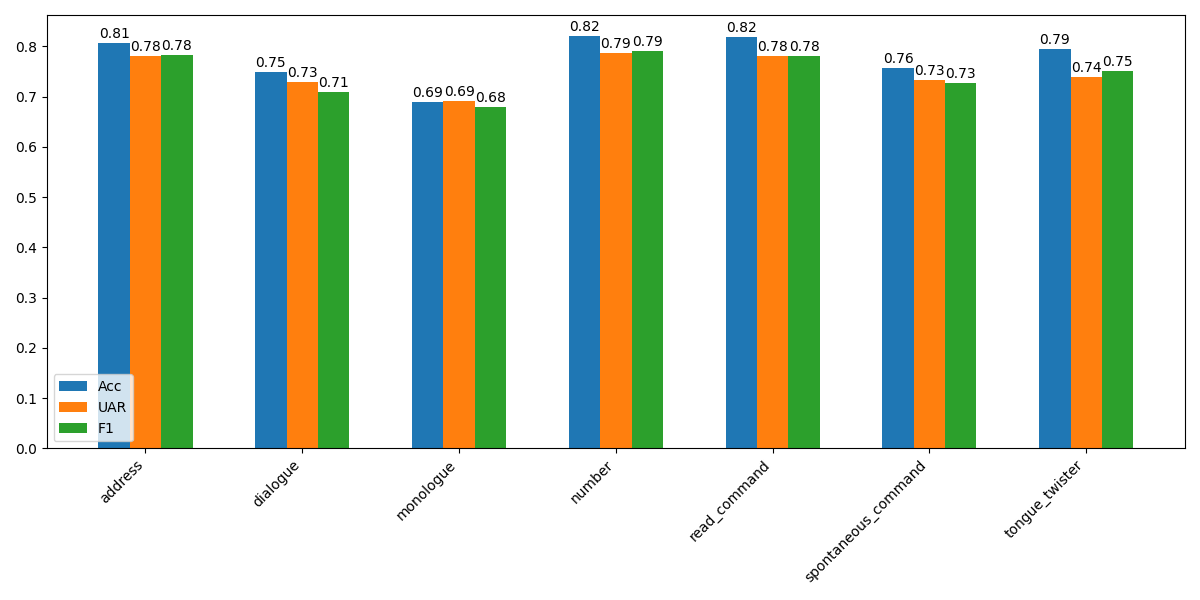 0.81 0.78 0.78 0.75 0.73 0.71 0.69 0.69 0.68 0.82 0.79 0.79 0.82 0.78 0.78 0.76 0.73 0.73 0.79 0.74 0.75
0.8
0.7
0.6
0.5
0.4
0.3
0.2
0.1
0.0
Acc
UAR
F1
address dialogue monologue number read_command spontaneous_command tongue_twister